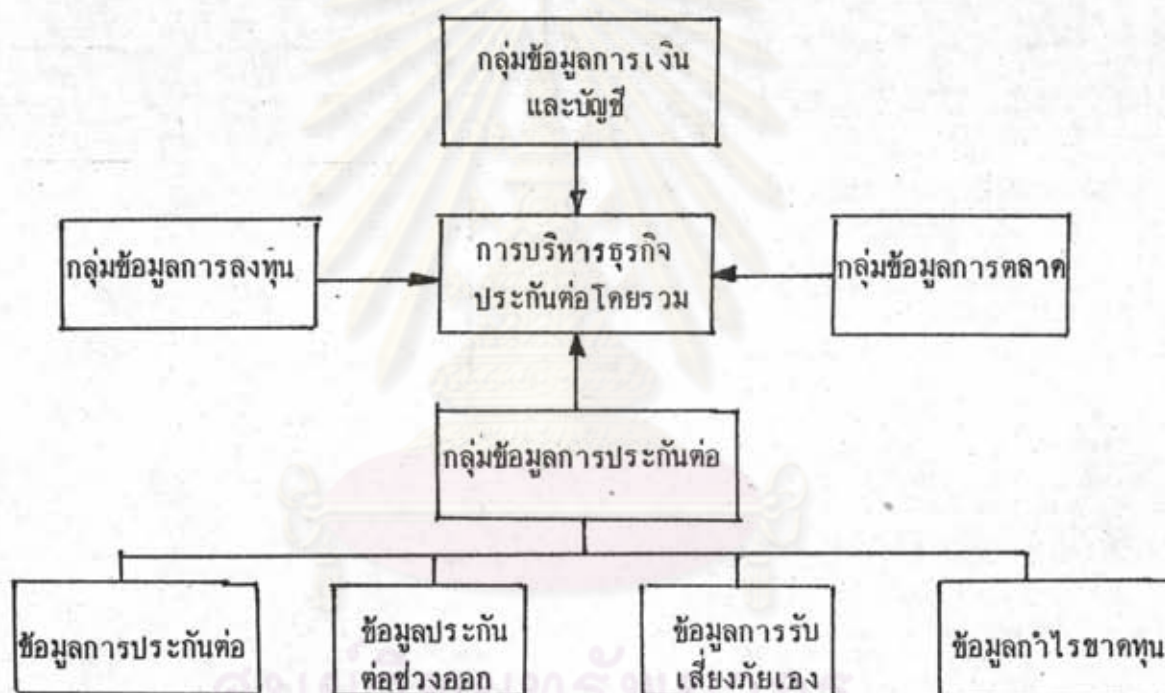 กลุ่มข้อมูลการเงิน
และบัญชี
กลุ่มข้อมูลการลงทุน
การบริหารธุรกิจ
ประกันต่อโดยรวม
กลุ่มข้อมูลการตลาด
กลุ่มข้อมูลการประกันต่อ
ข้อมูลการประกันต่อ
ข้อมูลประกัน
ต่อช่วงออก
ข้อมูลการรับ
เสี่ยงภัยเอง
ข้อมูลกำไรขาดทุน